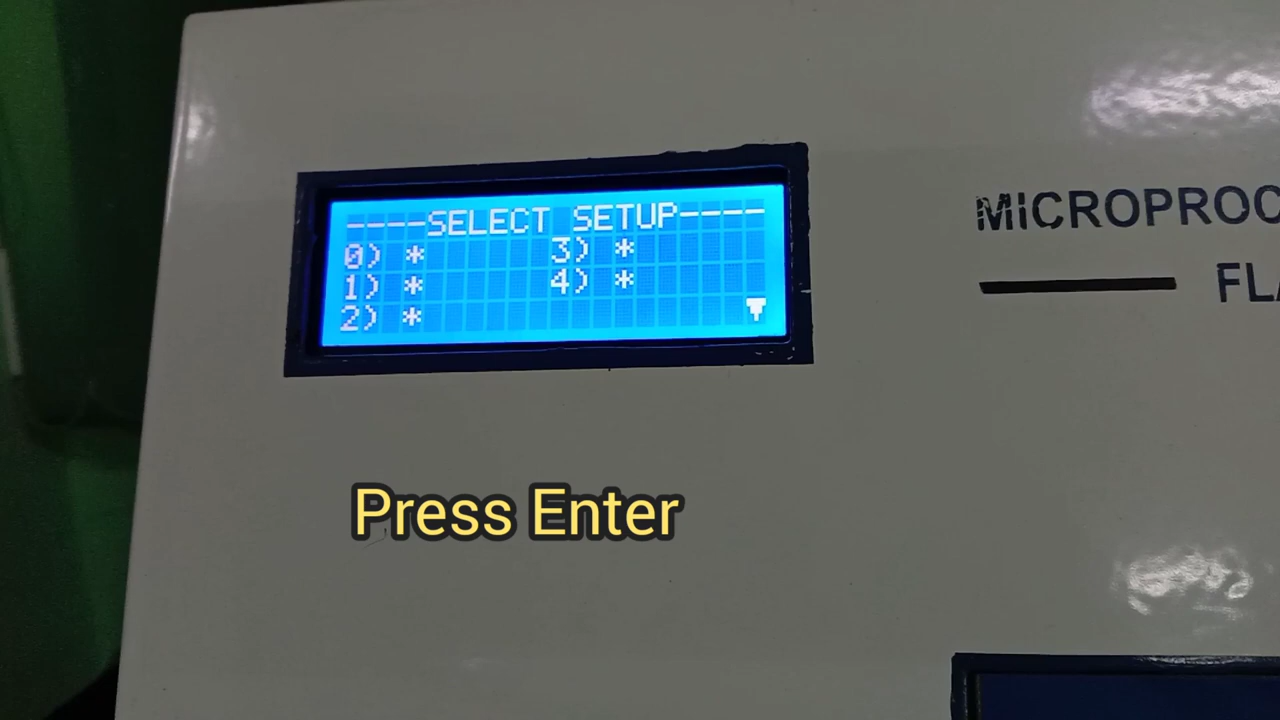 ----SELECT SETUP----
0) * 3) *
1) * 4) *
2) * ▼
MICROPROC
FL
Press Enter